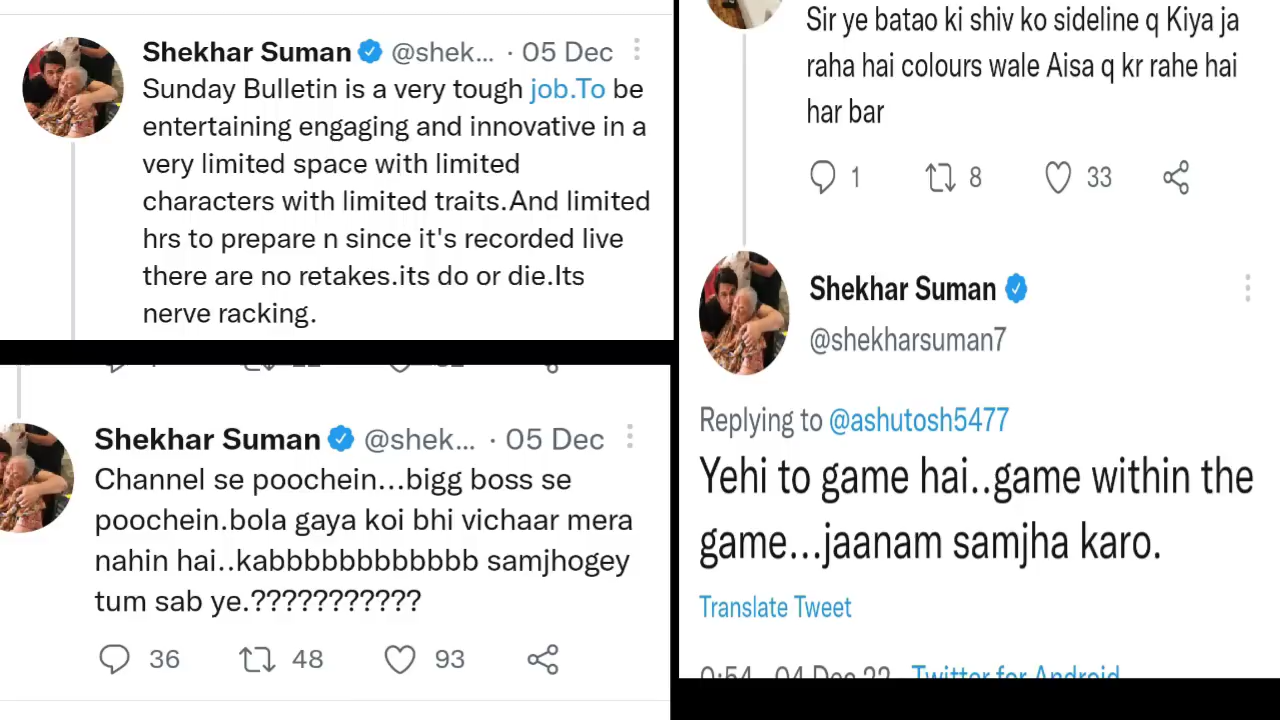 Shekhar Suman @shek... · 05 Dec
Sunday Bulletin is a very tough job.To be
entertaining engaging and innovative in a
very limited space with limited
characters with limited traits.And limited
hrs to prepare n since it's recorded live
there are no retakes.its do or die.Its
nerve racking.
Shekhar Suman @shek... · 05 Dec
Channel se poochein...bigg boss se
poochein.bola gaya koi bhi vichaar mera
nahin hai..kabbbbbbbbbbbb samjhogey
tum sab ye.???????????
36 48 93
Sir ye batao ki shiv ko sideline q Kiya ja
raha hai colours wale Aisa q kr rahe hai
har bar
1 8 33
Shekhar Suman
@shekharsuman7
Replying to @ashutosh5477
Yehi to game hai..game within the
game...jaanam samjha karo.
Translate Tweet
0:54 04 Dec 22 Twitter for Android